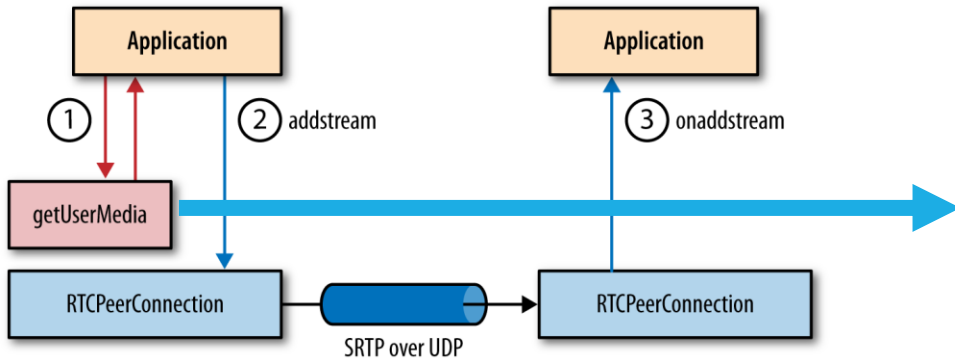 Application
Application
1
2 addstream
3 onaddstream
getUserMedia
RTCPeerConnection
RTCPeerConnection
SRTP over UDP